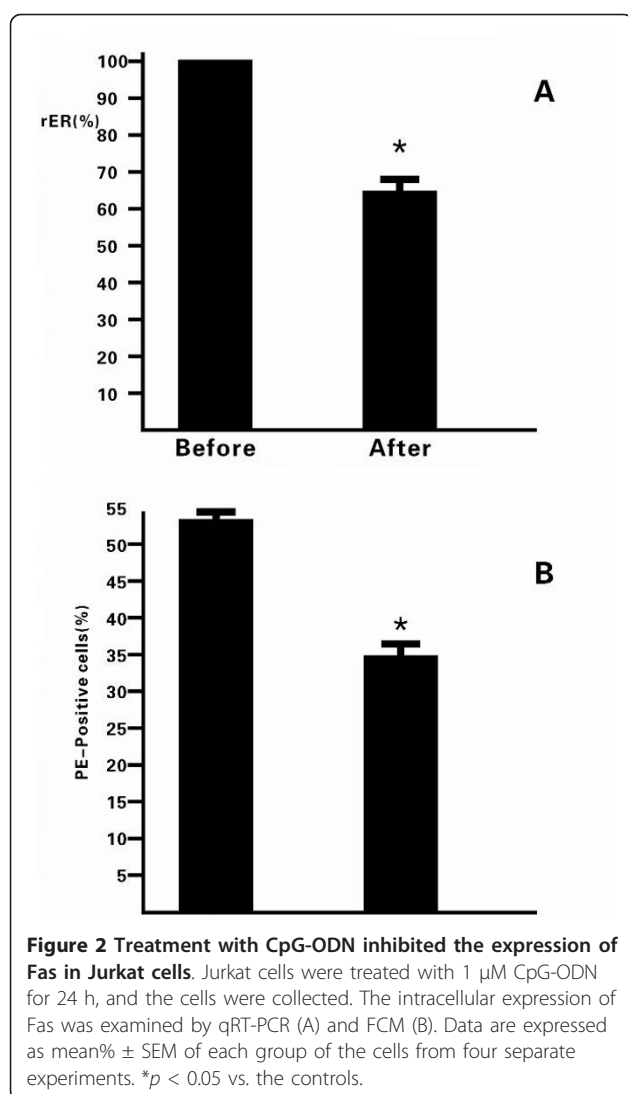 100
90
rER(%)
80
70
60
50
40
30
20
10
A
*
Before After
55
50
45
40
35
30
25
20
15
10
5
PE-Positive cells(%)
B
*
Figure 2 Treatment with CpG-ODN inhibited the expression of
Fas in Jurkat cells. Jurkat cells were treated with 1 μM CpG-ODN
for 24 h, and the cells were collected. The intracellular expression of
Fas was examined by qRT-PCR (A) and FCM (B). Data are expressed
as mean% ± SEM of each group of the cells from four separate
experiments. *p < 0.05 vs. the controls.